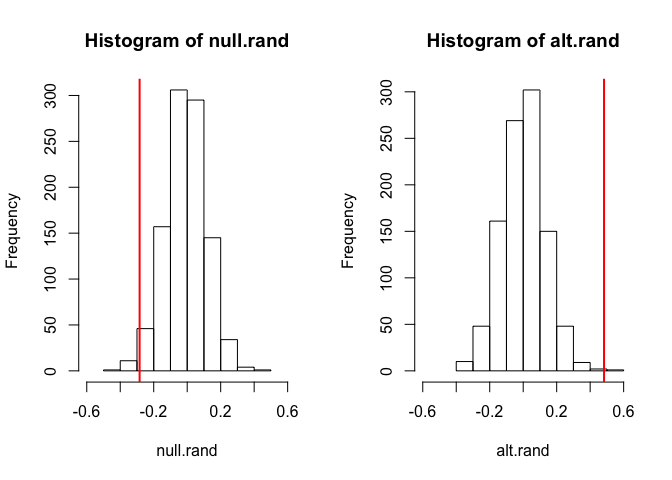 Histogram of null.rand
Frequency
0 50 100 150 200 250 300
-0.6 -0.2 0.2 0.6
null.rand
Histogram of alt.rand
Frequency
0 50 100 150 200 250 300
-0.6 -0.2 0.2 0.6
alt.rand